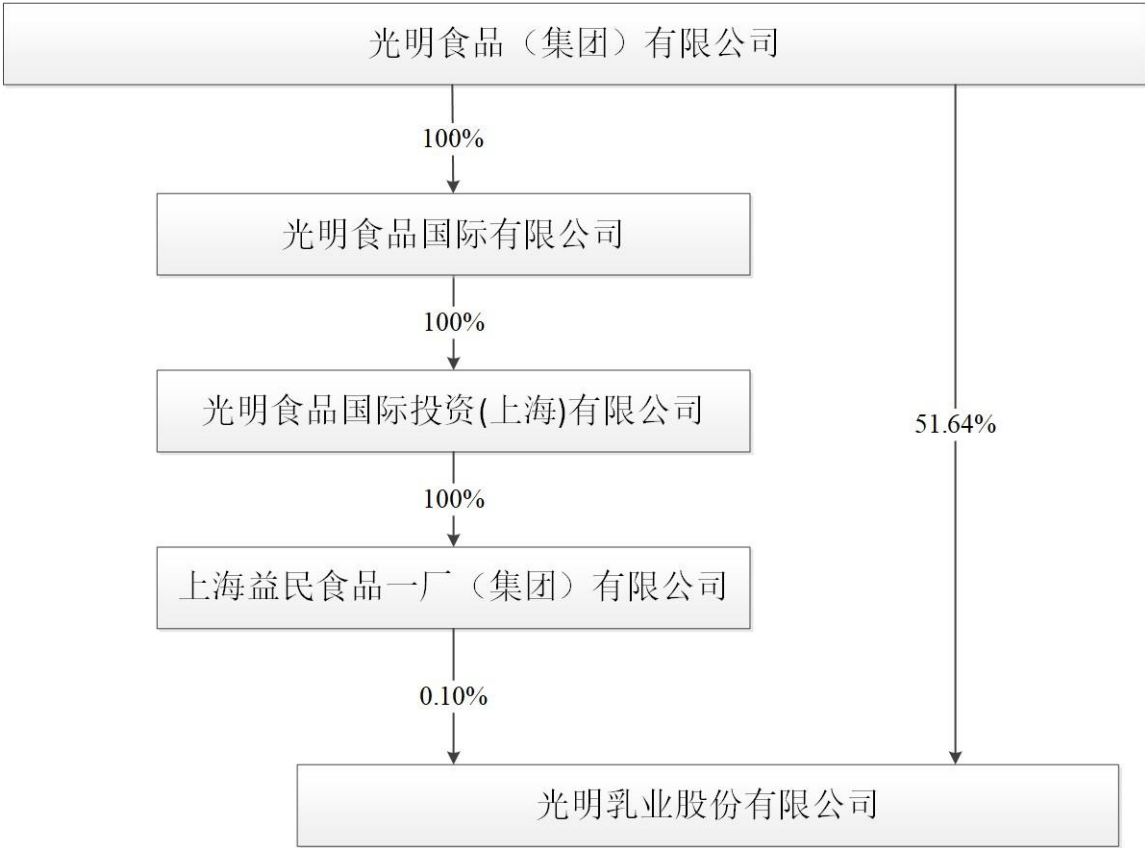 光明食品（集团）有限公司
100%
光明食品国际有限公司
100%
光明食品国际投资(上海)有限公司
51.64%
100%
上海益民食品一厂（集团）有限公司
0.10%
光明乳业股份有限公司